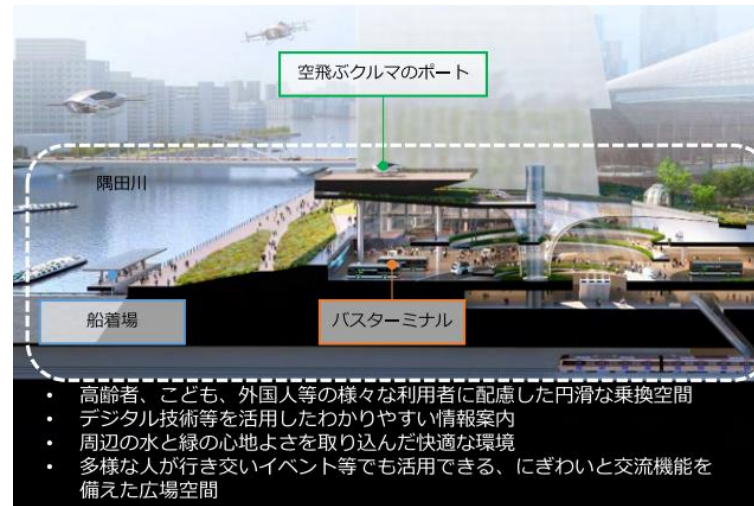 空飛ぶクルマのポート
隅田川
船着場
バスターミナル
• 高齢者、こども、外国人等の様々な利用者に配慮した円滑な乗換空間
• デジタル技術等を活用したわかりやすい情報案内
• 周辺の水と緑の心地よさを取り込んだ快適な環境
• 多様な人が行き交いイベント等でも活用できる、にぎわいと交流機能を
備えた広場空間